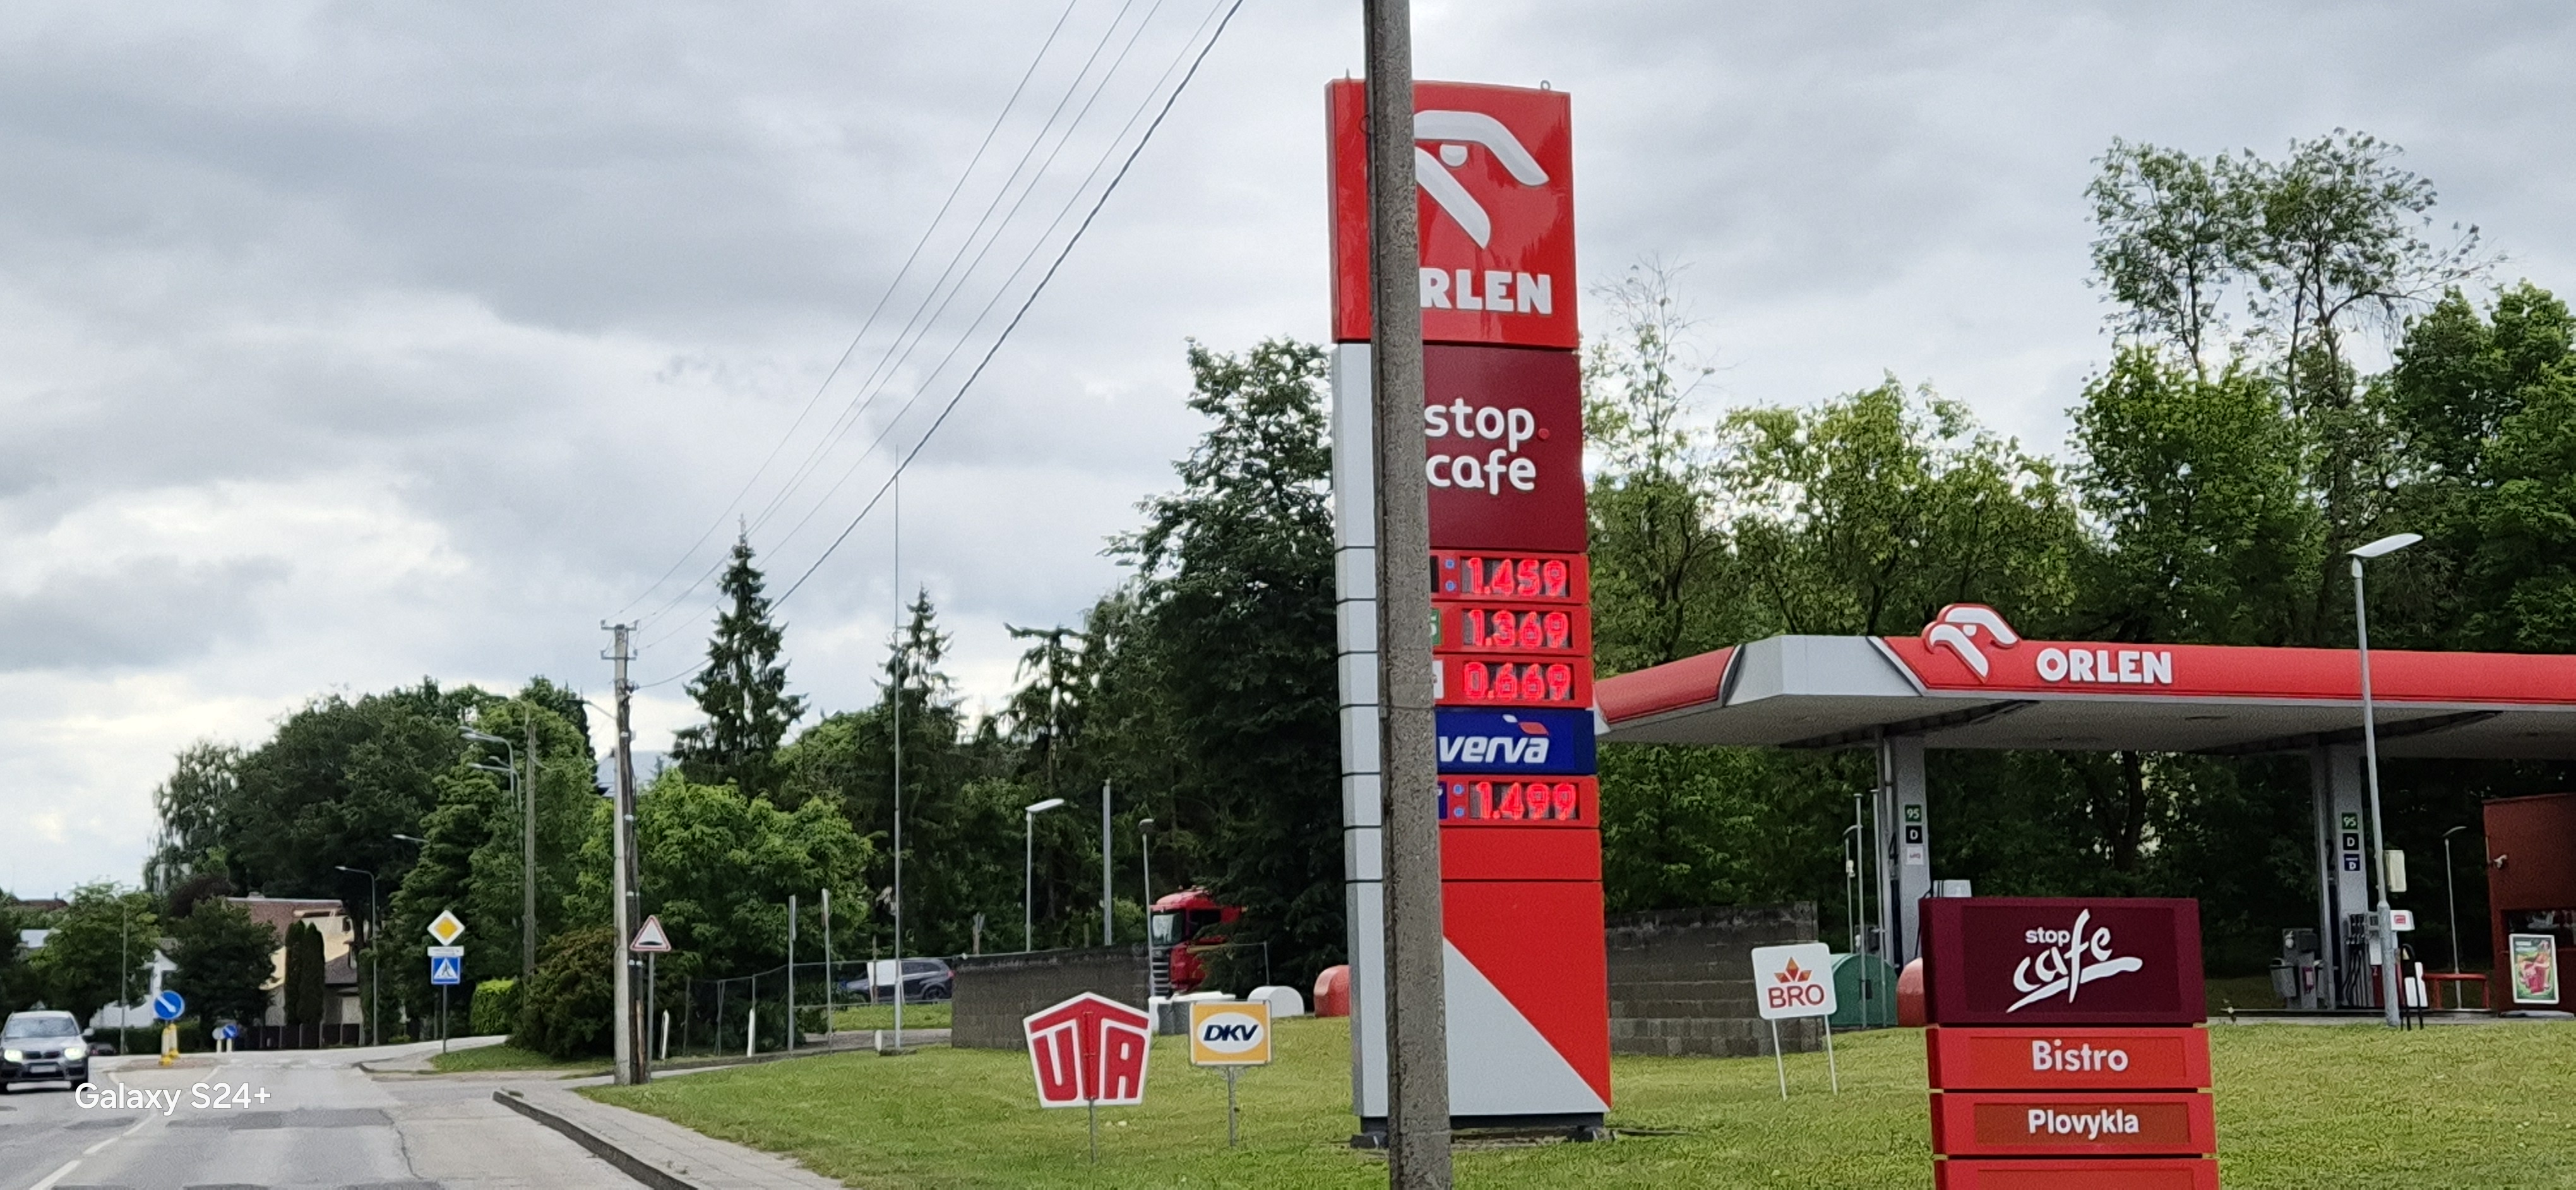 RLEN
stop.
cafe
1.459
1.369
0.669
verva
1.499
ORLEN
95
D
95
D
D
UTA
DKV
BRO
stop
cafe
Bistro
Plovykla
Galaxy S24+